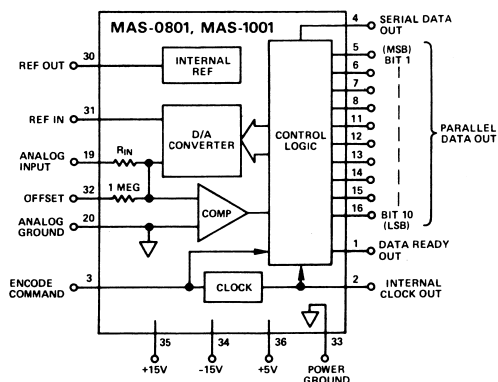 MAS-0801, MAS-1001
4 SERIAL DATA
OUT
30
REF OUT
INTERNAL
REF
5 (MSB)
BIT 1
6
7
8
11
12
13
14
15
16 BIT 10
(LSB)
PARALLEL
DATA OUT
31
REF IN
D/A
CONVERTER
CONTROL
LOGIC
ANALOG
INPUT
19
RIN
32
OFFSET
1 MEG
COMP
ANALOG
GROUND
20
1 DATA READY
OUT
ENCODE
COMMAND
3
CLOCK
2 INTERNAL
CLOCK OUT
35 34 36 33
+15V -15V +5V POWER
GROUND